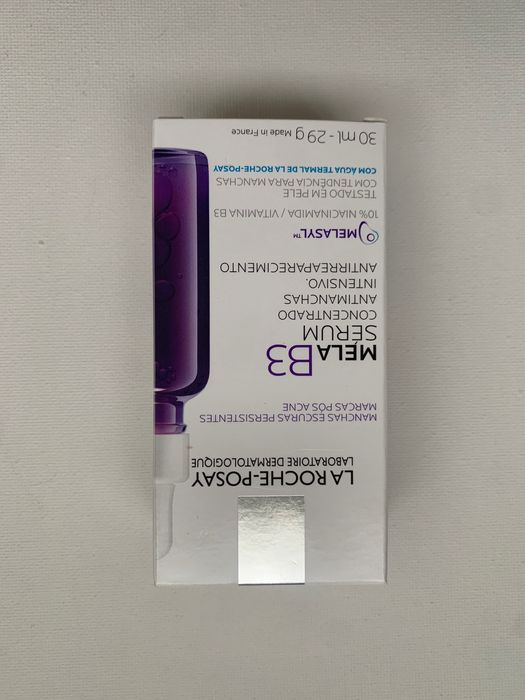 LA ROCHE-POSAY
LABORATOIRE DERMATOLOGIQUE
MANCHAS ESCURAS PERSISTENTES
MARCAS PÓS ACNE
MELA B3
SÉRUM
CONCENTRADO
ANTIMANCHAS
INTENSIVO.
ANTIRREAPARECIMENTO
MELASYL™
10% NIACINAMIDA / VITAMINA B3
TESTADO EM PELE
COM TENDÊNCIA PARA MANCHAS
COM ÁGUA TERMAL DE LA ROCHE-POSAY
30 ml - 29 g Made in France